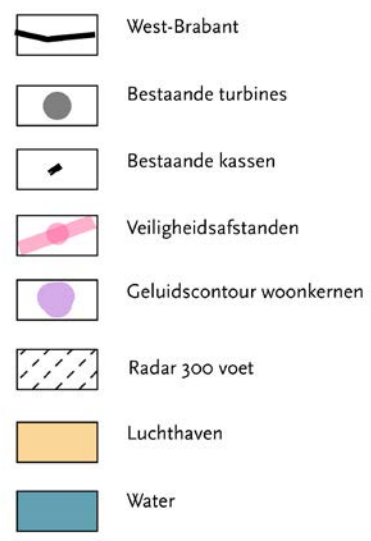 West-Brabant
Bestaande turbines
Bestaande kassen
Veiligheidsafstanden
Geluidscontour woonkernen
Radar 300 voet
Luchthaven
Water